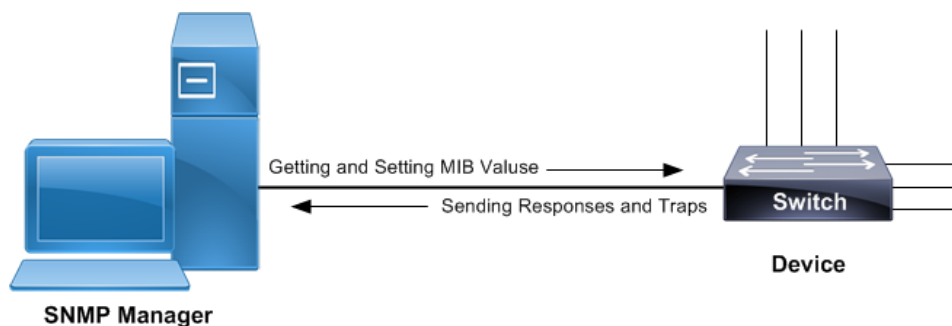 Getting and Setting MIB Valuse
Sending Responses and Traps
Switch
Device
SNMP Manager